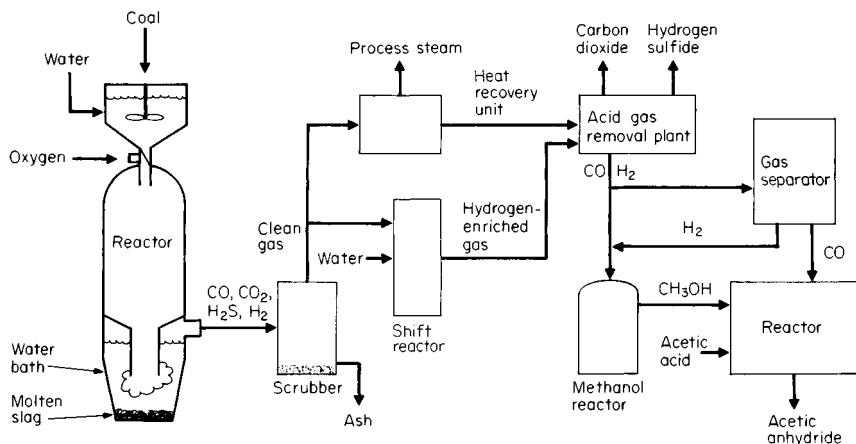 Coal
Water
Oxygen
Reactor
Water
bath
Molten
slag
CO, CO₂,
H₂S, H₂
Scrubber
Ash
Clean
gas
Process steam
Heat
recovery
unit
Water
Shift
reactor
Hydrogen-
enriched
gas
Carbon
dioxide
Hydrogen
sulfide
Acid gas
removal plant
CO H₂
Gas
separator
H₂
CO
CH₃OH
Methanol
reactor
Acetic
acid
Reactor
Acetic
anhydride